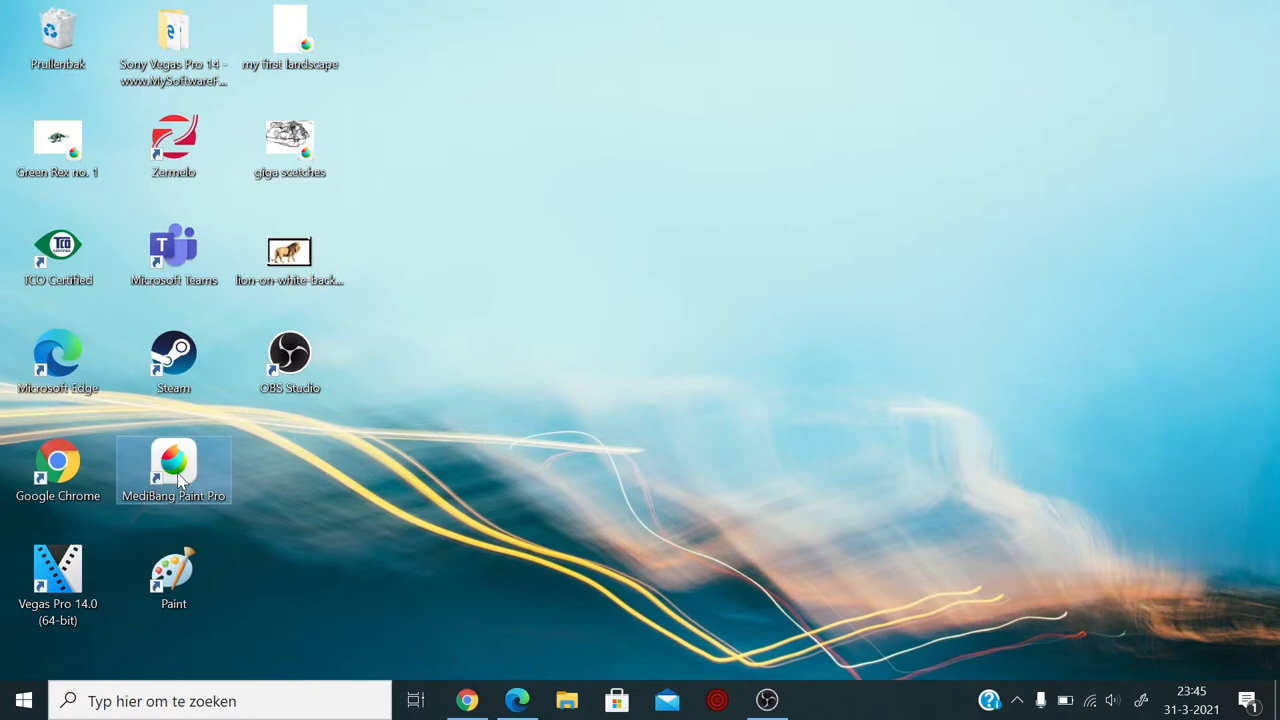 Prullenbak
Sony Vegas Pro 14 -
www.MySoftwareF...
my first landscape
Green Rex no. 1
Zermelo
giga scetches
TCO
TCO Certified
T
Microsoft Teams
lion-on-white-back...
Microsoft Edge
Steam
OBS Studio
Google Chrome
MediBang Paint Pro
Vegas Pro 14.0
(64-bit)
Paint
Typ hier om te zoeken
23:45
31-3-2021
1